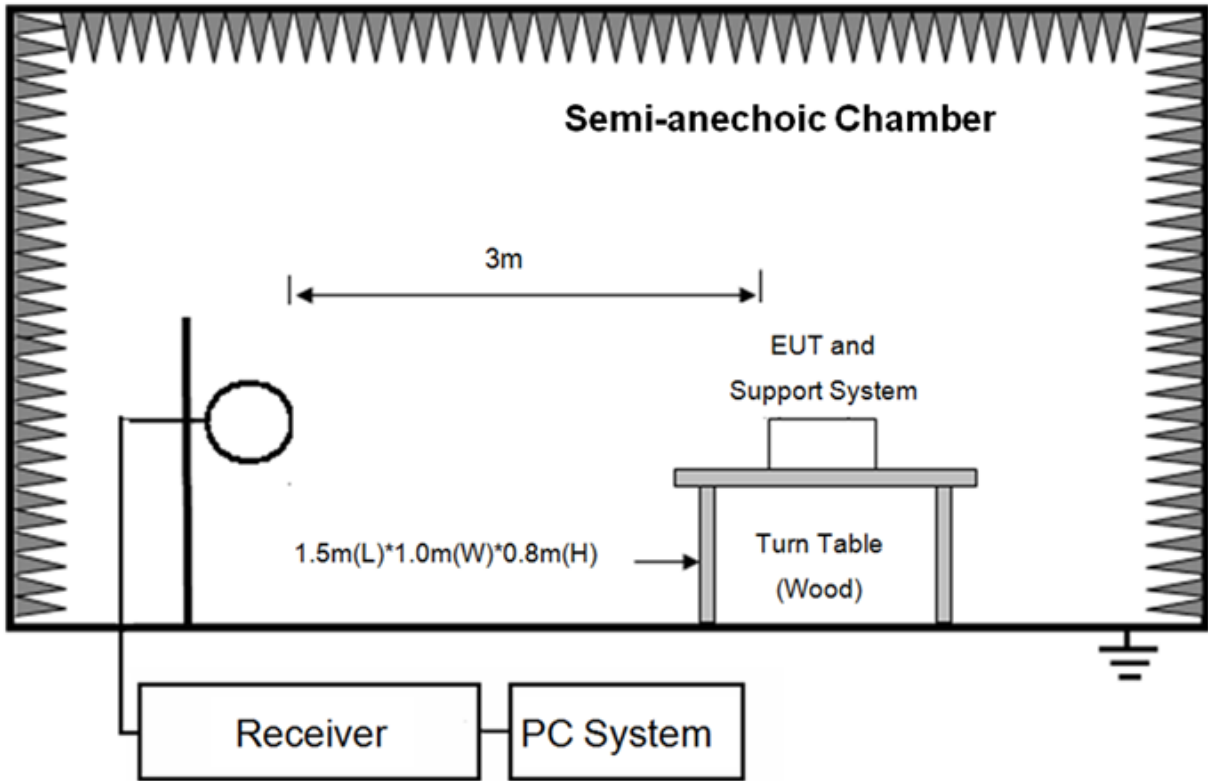 Semi-anechoic Chamber
3m
EUT and
Support System
1.5m(L)*1.0m(W)*0.8m(H)
Turn Table
(Wood)
Receiver
PC System